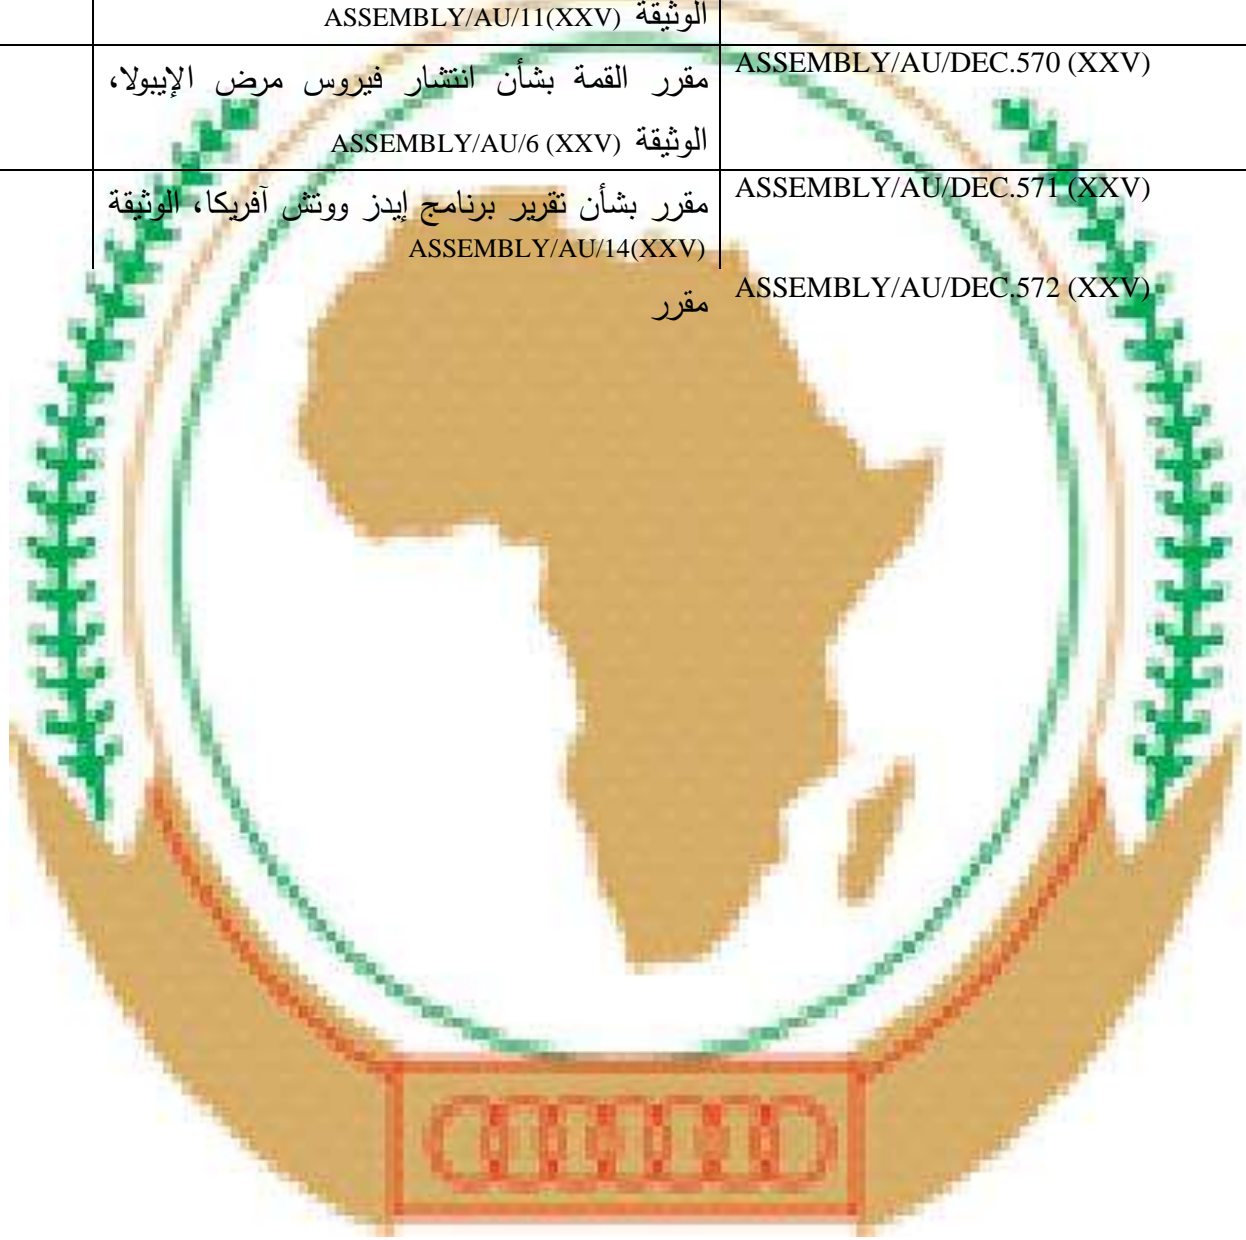 الوثيقة ASSEMBLY/AU/11(XXV)
ASSEMBLY/AU/DEC.570 (XXV)
مقرر القمة بشأن انتشار فيروس مرض الإيبولا،
الوثيقة ASSEMBLY/AU/6 (XXV)
ASSEMBLY/AU/DEC.571 (XXV)
مقرر بشأن تقرير برنامج إيدز ووتش آفريكا، الوثيقة
ASSEMBLY/AU/14(XXV)
ASSEMBLY/AU/DEC.572 (XXV)
مقرر